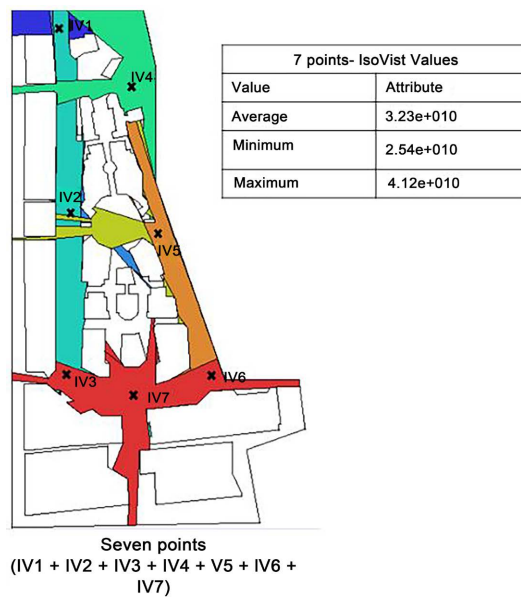 IV1
IV4
IV2
IV5
IV3
IV6
IV7
7 points- IsoVist Values
Value Attribute
Average 3.23e+010
Minimum 2.54e+010
Maximum 4.12e+010
Seven points
(IV1 + IV2 + IV3 + IV4 + V5 + IV6 +
IV7)